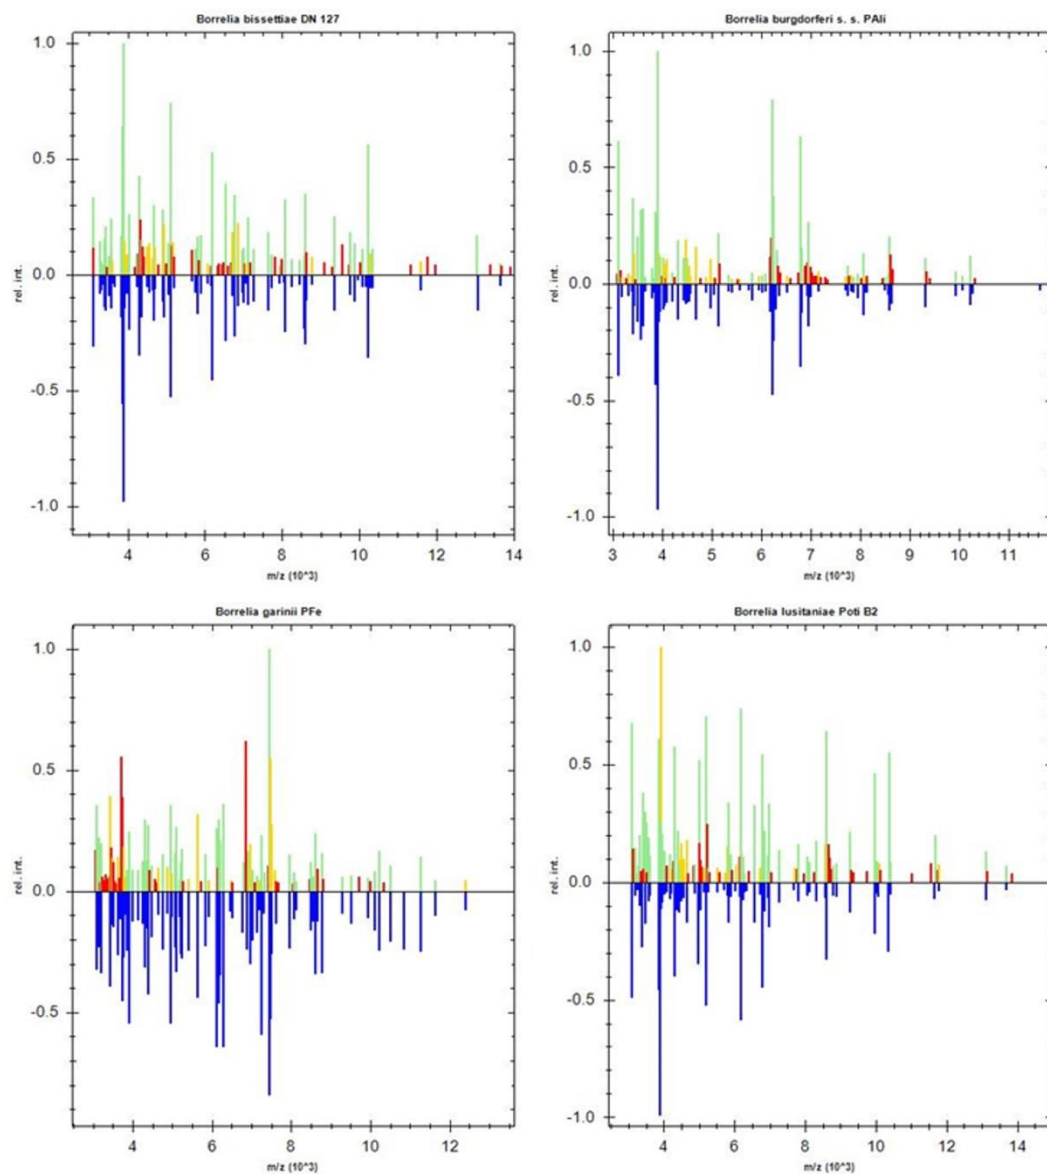 Borrelia bissettiae DN 127
1.0
0.5
0.0
-0.5
-1.0
rel. int.
4 6 8 10 12 14
m/z (10^3)
Borrelia burgdorferi s. s. PAli
1.0
0.5
0.0
-0.5
-1.0
rel. int.
3 4 5 6 7 8 9 10 11
m/z (10^3)
Borrelia garinii PFe
1.0
0.5
0.0
-0.5
rel. int.
4 6 8 10 12
m/z (10^3)
Borrelia lusitaniae Poti B2
1.0
0.5
0.0
-0.5
-1.0
rel. int.
4 6 8 10 12 14
m/z (10^3)